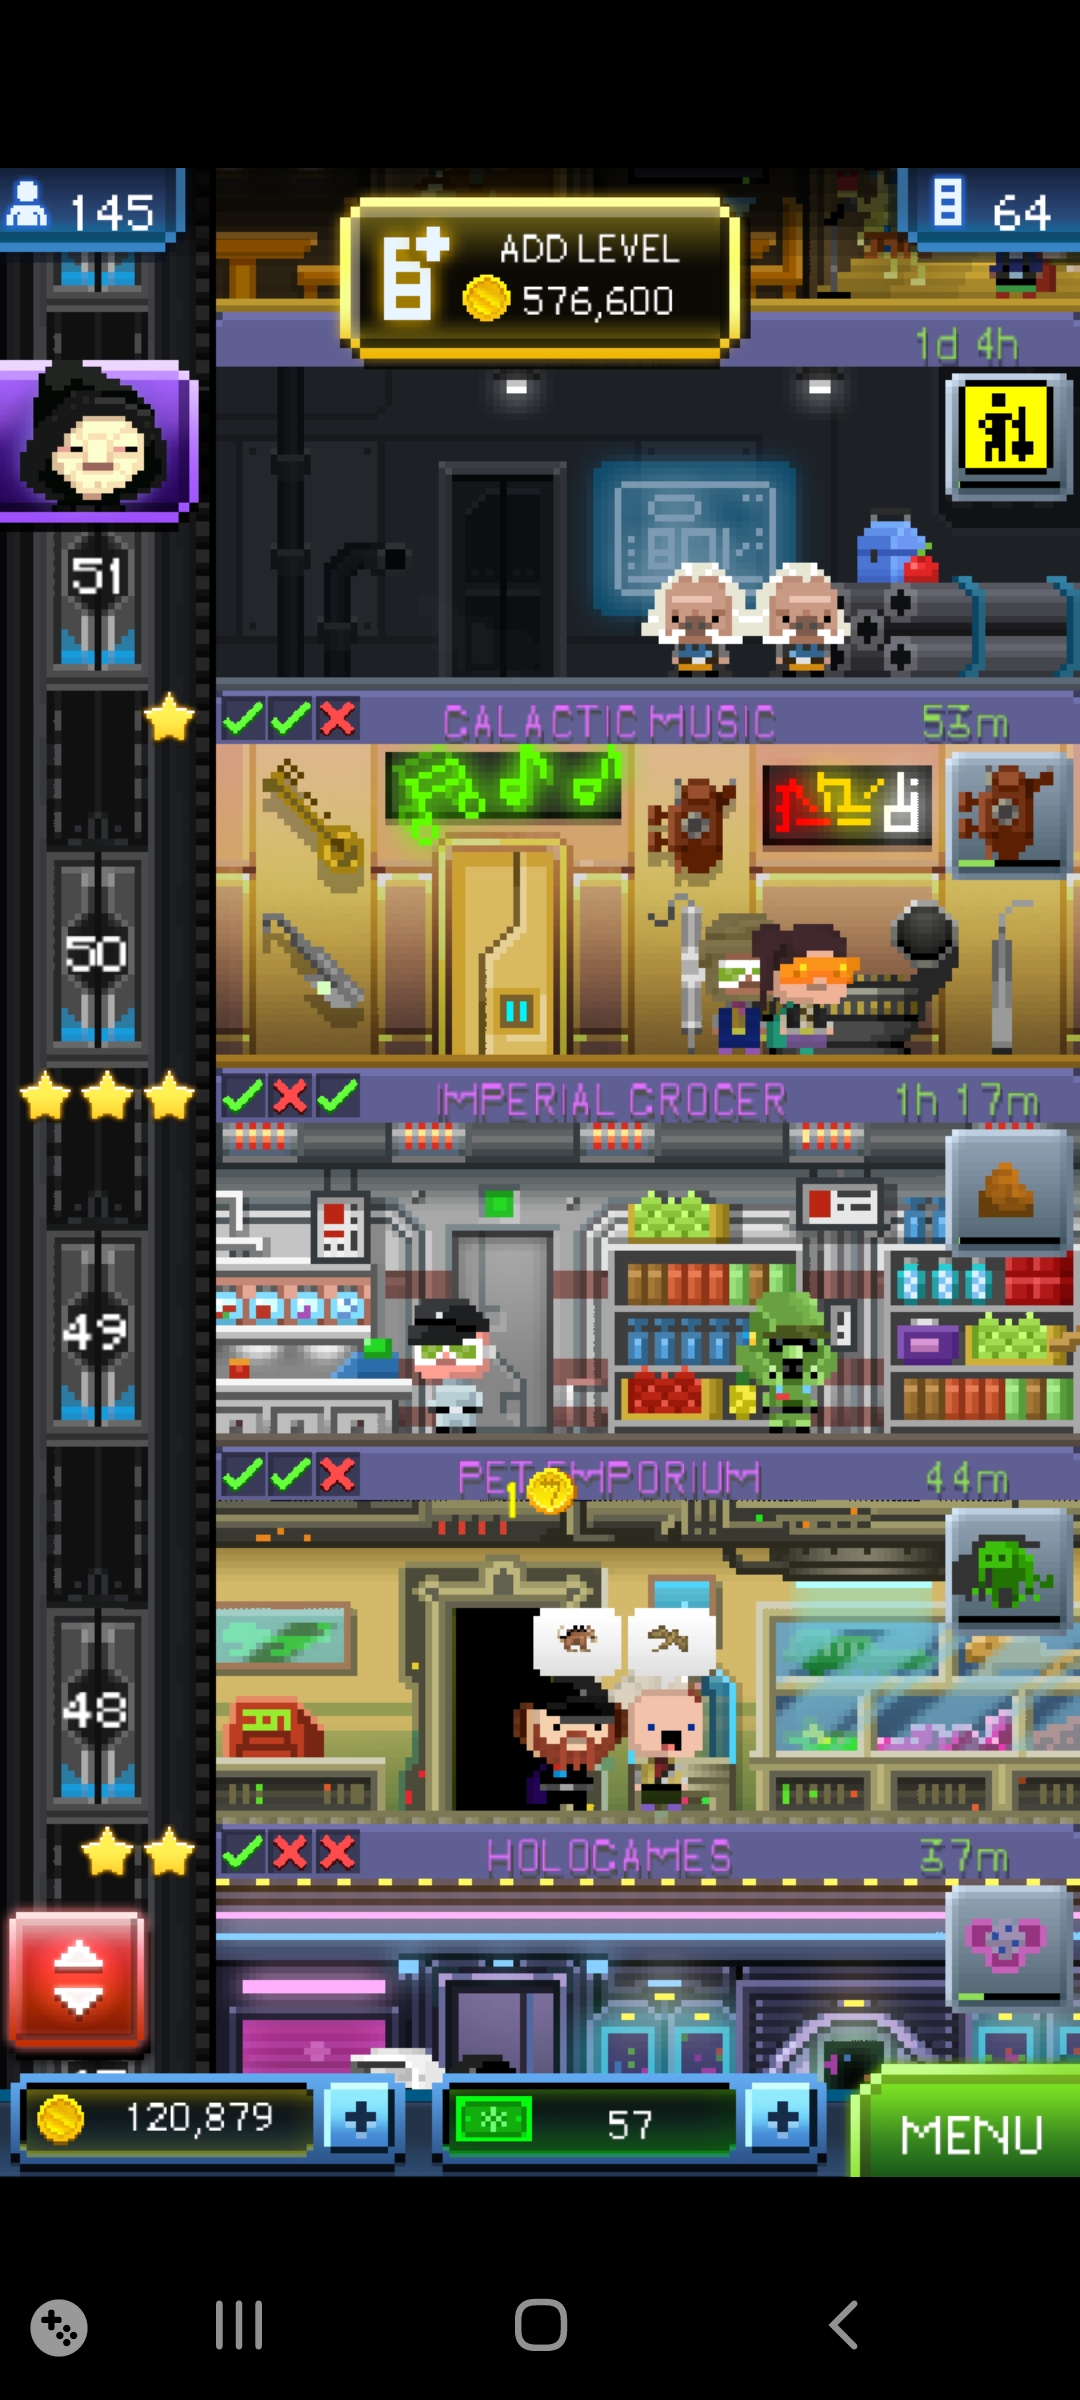 145
ADD LEVEL
576,600
64
1d 4h
51
GALACTIC MUSIC
53m
50
IMPERIAL GROCER
1h 17m
49
PET EMPORIUM
44m
1
48
HOLOGAMES
37m
120,879
57
MENU